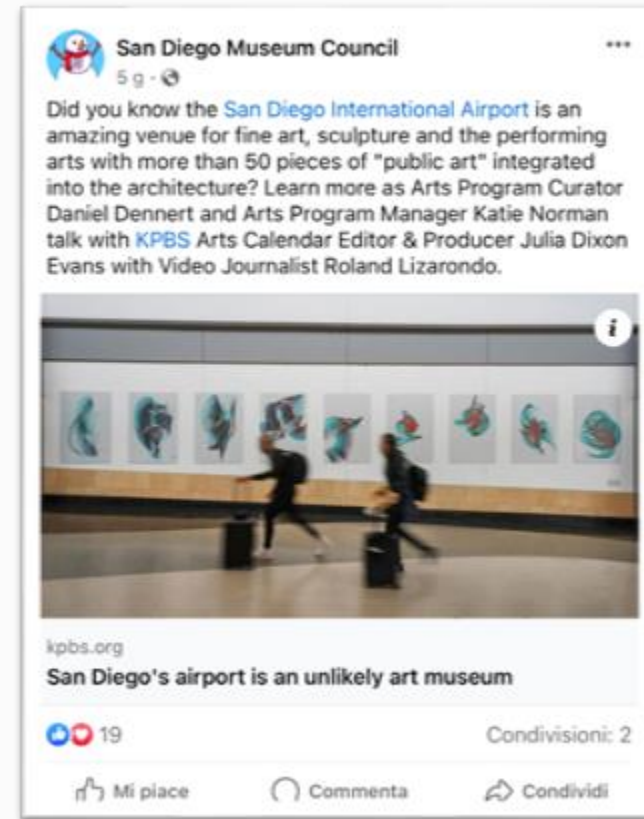 San Diego Museum Council
5 g ·
Did you know the San Diego International Airport is an
amazing venue for fine art, sculpture and the performing
arts with more than 50 pieces of "public art" integrated
into the architecture? Learn more as Arts Program Curator
Daniel Dennert and Arts Program Manager Katie Norman
talk with KPBS Arts Calendar Editor & Producer Julia Dixon
Evans with Video Journalist Roland Lizarondo.
kpbs.org
San Diego's airport is an unlikely art museum
19
Condivisioni: 2
Mi piace
Commenta
Condividi